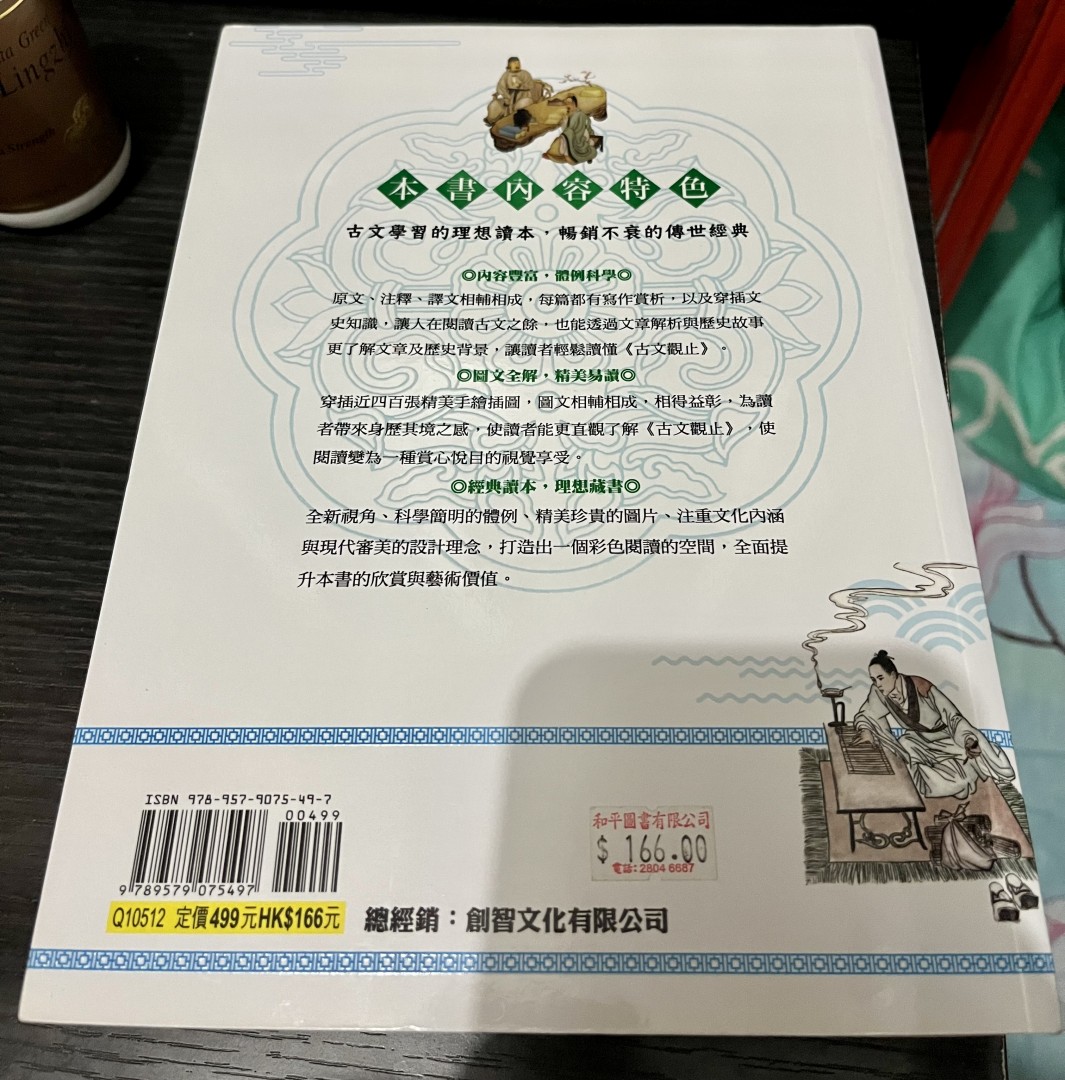 ta Gree
Lingzh
& Strength
本書內容特色
古文學習的理想讀本，暢銷不衰的傳世經典
◎內容豐富，體例科學◎
原文、注釋、譯文相輔相成，每篇都有寫作賞析，以及穿插文
史知識，讓人在閱讀古文之餘，也能透過文章解析與歷史故事
更了解文章及歷史背景，讓讀者輕鬆讀懂《古文觀止》。
◎圖文全解，精美易讀◎
穿插近四百張精美手繪插圖，圖文相輔相成，相得益彰，為讀
者帶來身歷其境之感，使讀者能更直觀了解《古文觀止》，使
閱讀變為一種賞心悅目的視覺享受。
◎經典讀本，理想藏書◎
全新視角、科學簡明的體例、精美珍貴的圖片、注重文化內涵
與現代審美的設計理念，打造出一個彩色閱讀的空間，全面提
升本書的欣賞與藝術價值。
ISBN 978-957-9075-49-7
00499
9 789579 075497
和平圖書有限公司
$ 166.00
電話: 2804 6687
Q10512 定價499元HK$166元
總經銷：創智文化有限公司